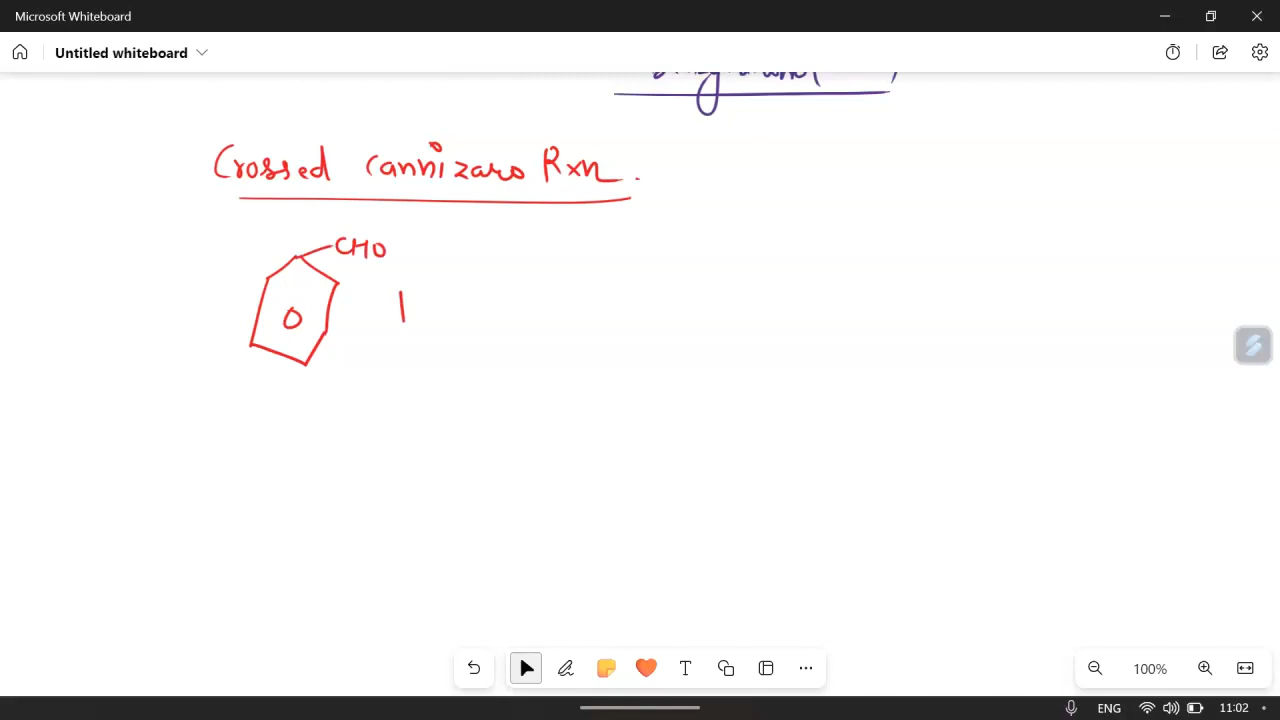 Microsoft Whiteboard
Untitled whiteboard
Crossed Cannizaro Rxn.
CHO
O
100%
ENG
11:02